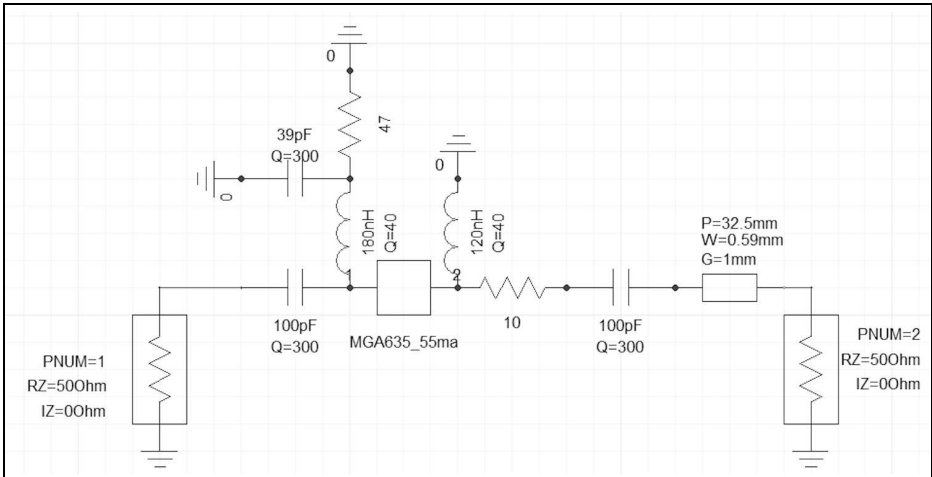 0
47
39pF
Q=300
0
0
180nH
Q=40
120nH
Q=40
P=32.5mm
W=0.59mm
G=1mm
1
2
100pF
Q=300
MGA635_55ma
10
100pF
Q=300
PNUM=1
RZ=50Ohm
IZ=0Ohm
PNUM=2
RZ=50Ohm
IZ=0Ohm